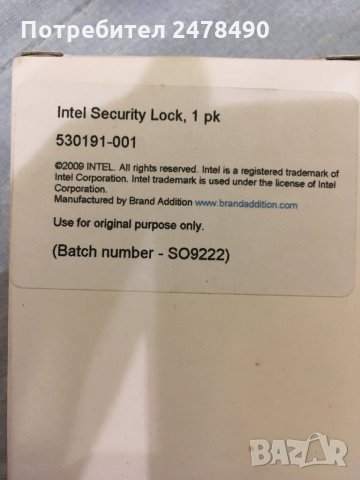 Потребител 2478490
Intel Security Lock, 1 pk
530191-001
©2009 INTEL. All rights reserved. Intel is a registered trademark of
Intel Corporation. Intel trademark is used under the license of Intel
Corporation.
Manufactured by Brand Addition www.brandaddition.com
Use for original purpose only.
(Batch number - SO9222)
BAZAR